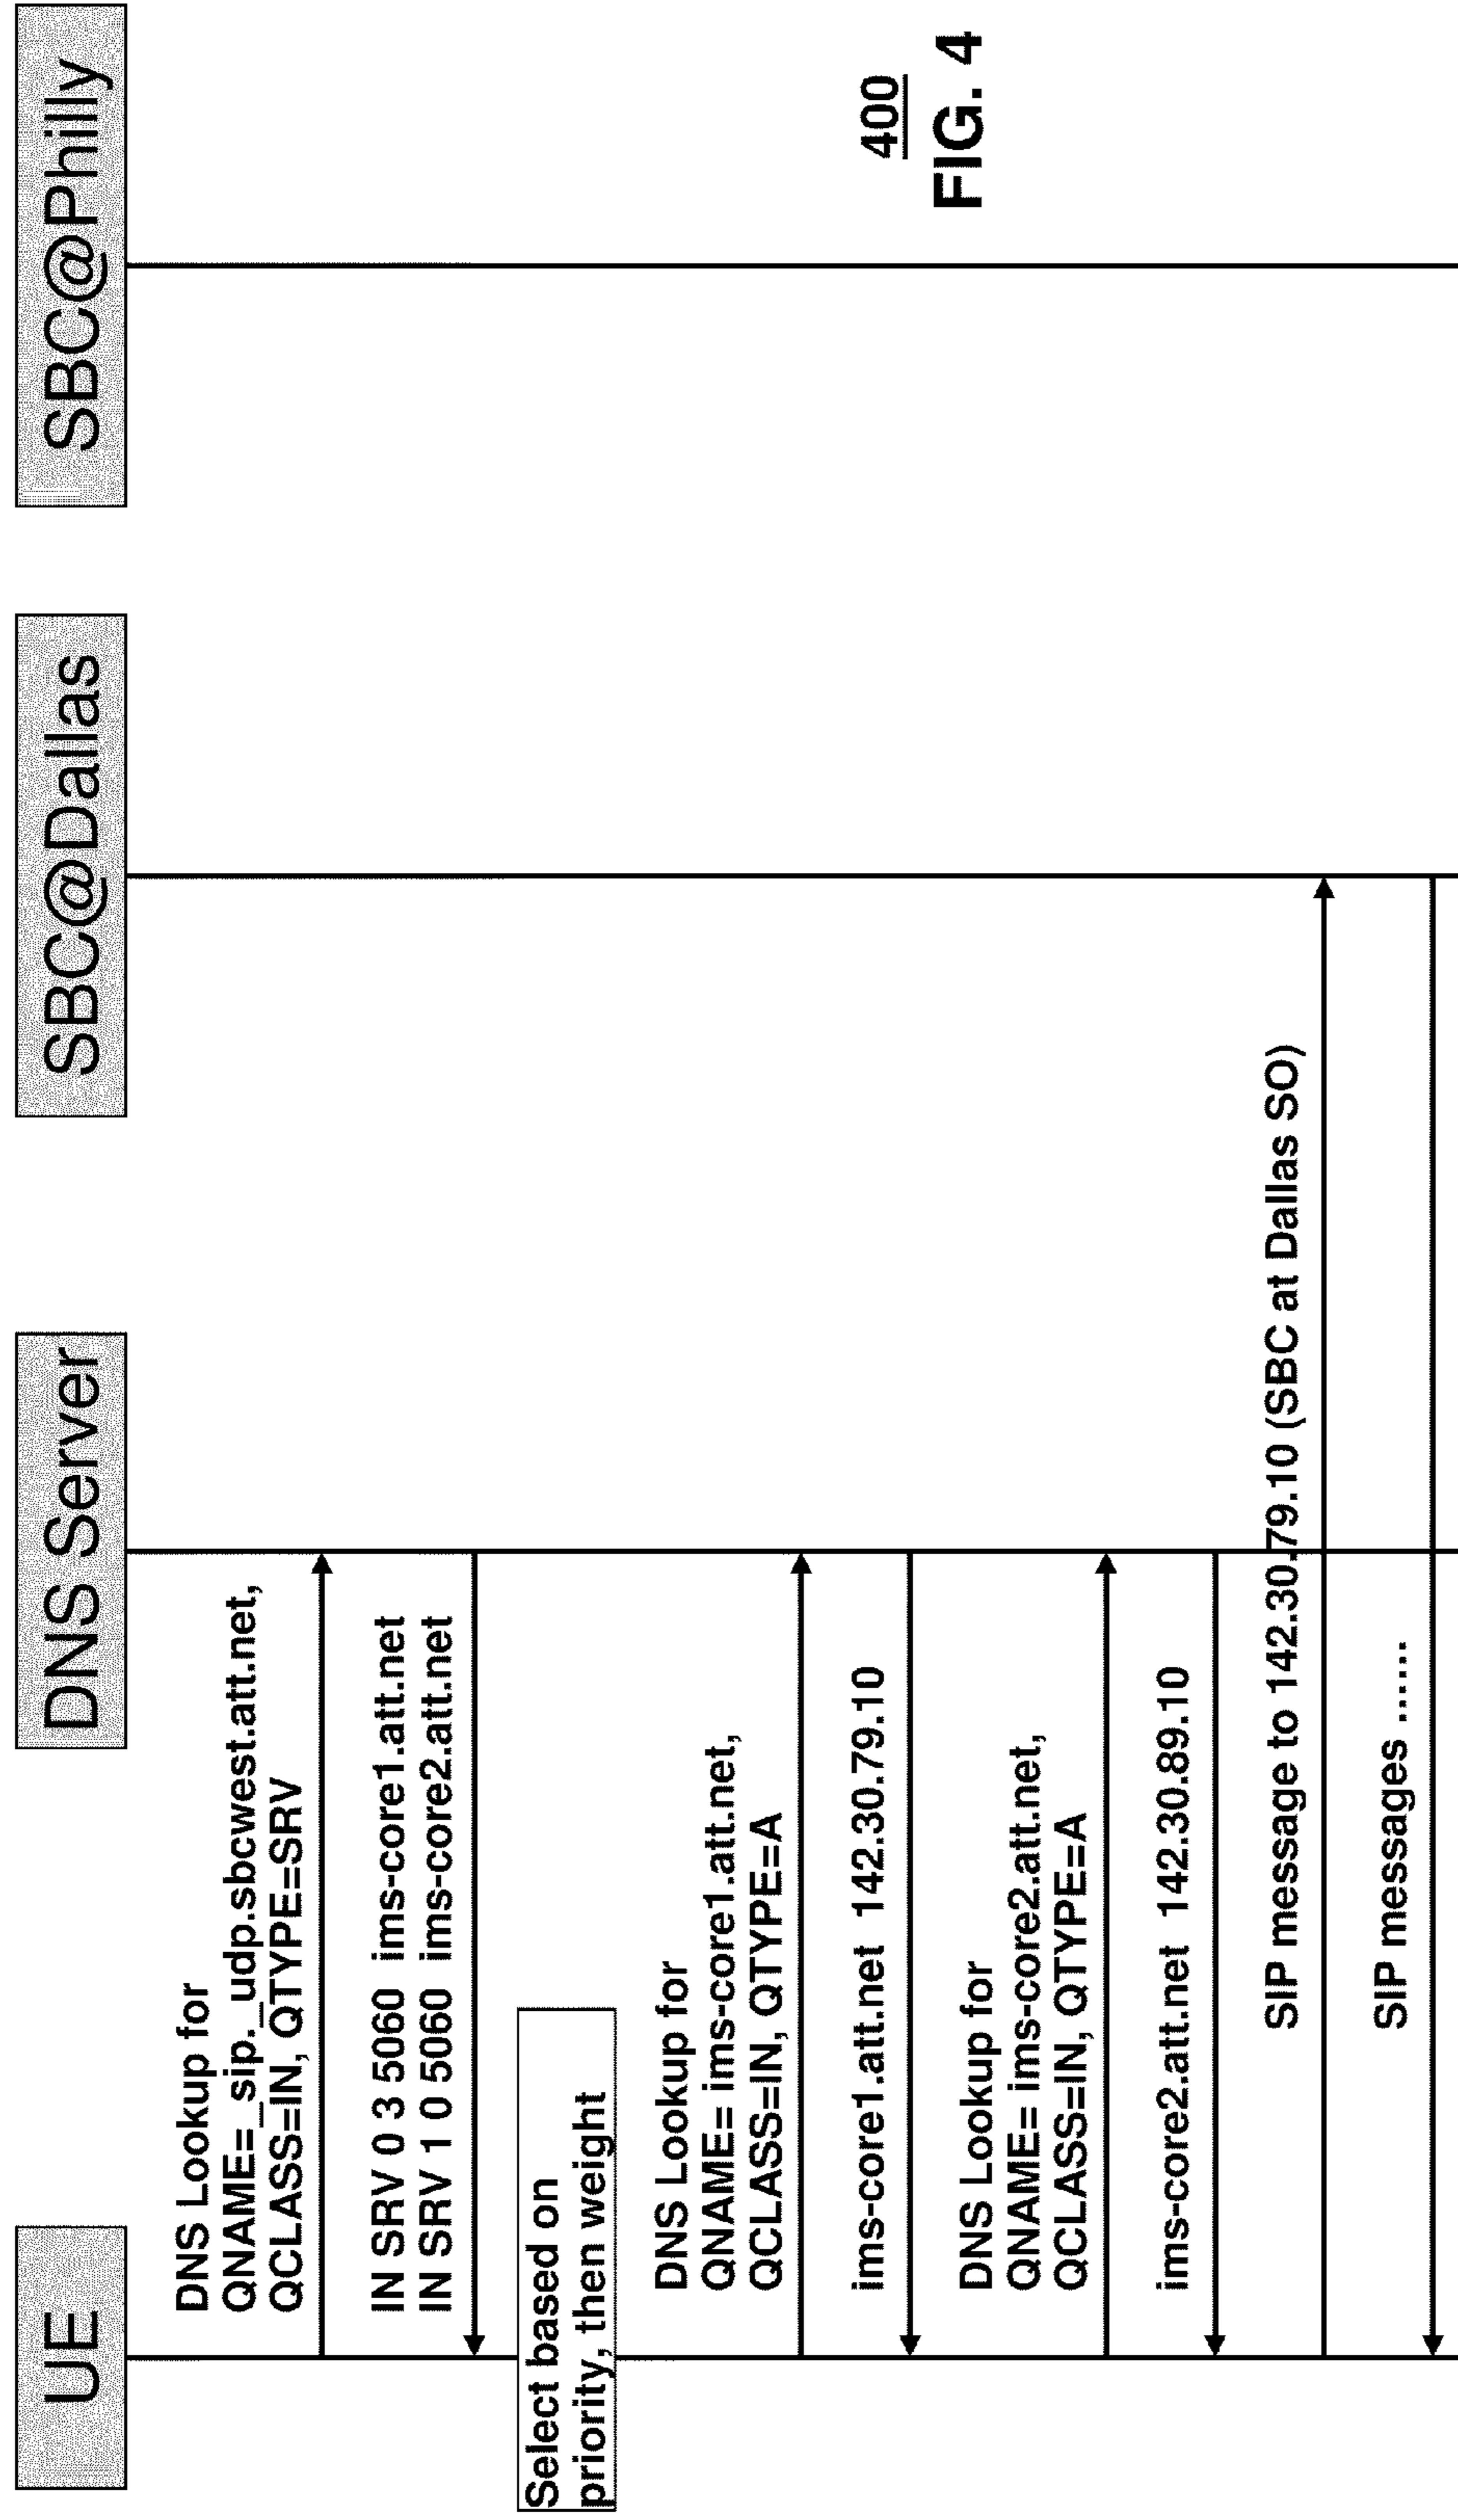 UE
DNS Server
SBC@Dallas
SBC@Philly
DNS Lookup for
QNAME=_sip._udp.sbcwest.att.net,
QCLASS=IN, QTYPE=SRV
IN SRV 0 3 5060 ims-core1.att.net
IN SRV 1 0 5060 ims-core2.att.net
Select based on
priority, then weight
DNS Lookup for
QNAME= ims-core1.att.net,
QCLASS=IN, QTYPE=A
ims-core1.att.net 142.30.79.10
DNS Lookup for
QNAME= ims-core2.att.net,
QCLASS=IN, QTYPE=A
ims-core2.att.net 142.30.89.10
SIP message to 142.30.79.10 (SBC at Dallas SO)
SIP messages ......
400
FIG. 4